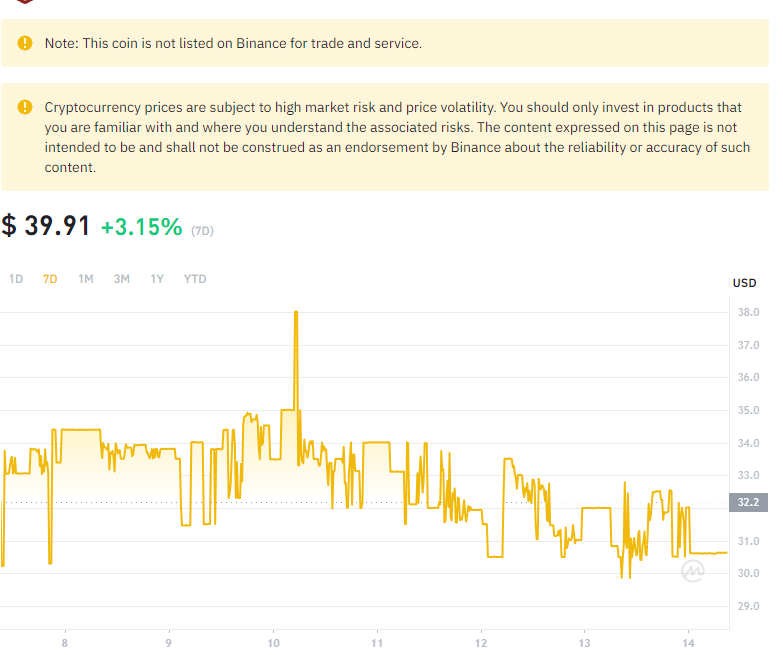 Note: This coin is not listed on Binance for trade and service.
Cryptocurrency prices are subject to high market risk and price volatility. You should only invest in products that
you are familiar with and where you understand the associated risks. The content expressed on this page is not
intended to be and shall not be construed as an endorsement by Binance about the reliability or accuracy of such
content.
$ 39.91 +3.15% (7D)
1D 7D 1M 3M 1Y YTD
USD
38.0
37.0
36.0
35.0
34.0
33.0
32.2
31.0
30.0
29.0
8 9 10 11 12 13 14